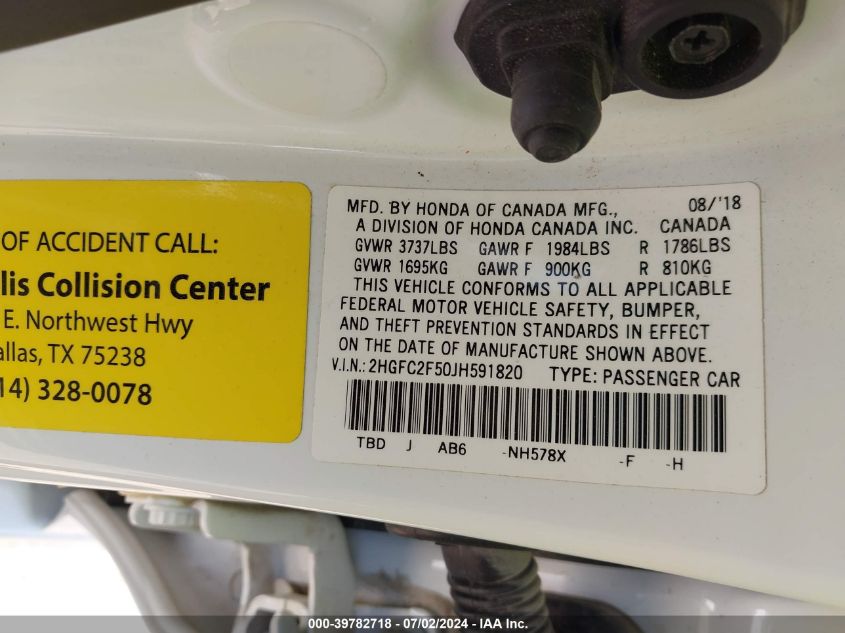 OF ACCIDENT CALL:
lis Collision Center
E. Northwest Hwy
allas, TX 75238
14) 328-0078
MFD. BY HONDA OF CANADA MFG., 08/'18
A DIVISION OF HONDA CANADA INC. CANADA
GVWR 3737LBS GAWR F 1984LBS R 1786LBS
GVWR 1695KG GAWR F 900KG R 810KG
THIS VEHICLE CONFORMS TO ALL APPLICABLE
FEDERAL MOTOR VEHICLE SAFETY, BUMPER,
AND THEFT PREVENTION STANDARDS IN EFFECT
ON THE DATE OF MANUFACTURE SHOWN ABOVE.
V.I.N.: 2HGFC2F50JH591820 TYPE: PASSENGER CAR
TBD J AB6 -NH578X -F -H
000-39782718 - 07/02/2024 - IAA Inc.